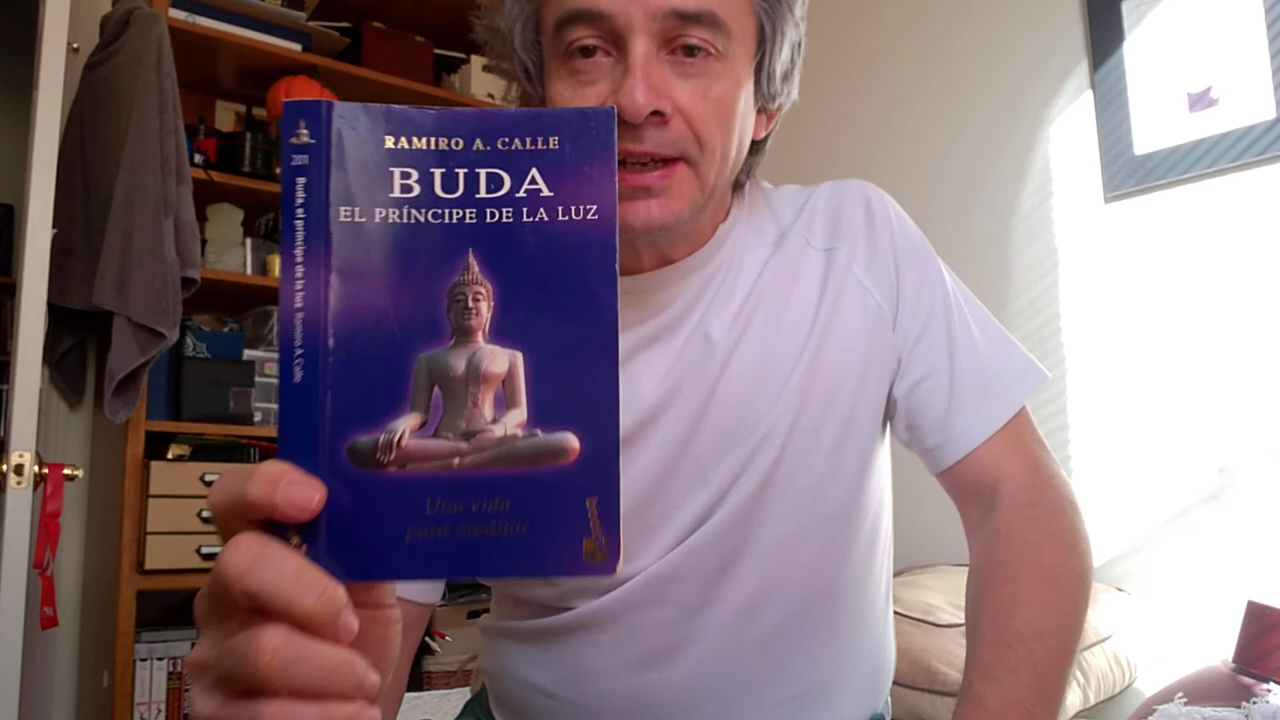 RAMIRO A. CALLE
BUDA
EL PRÍNCIPE DE LA LUZ
Una vida
para meditar
Buda, el príncipe de la luz Ramiro A. Calle